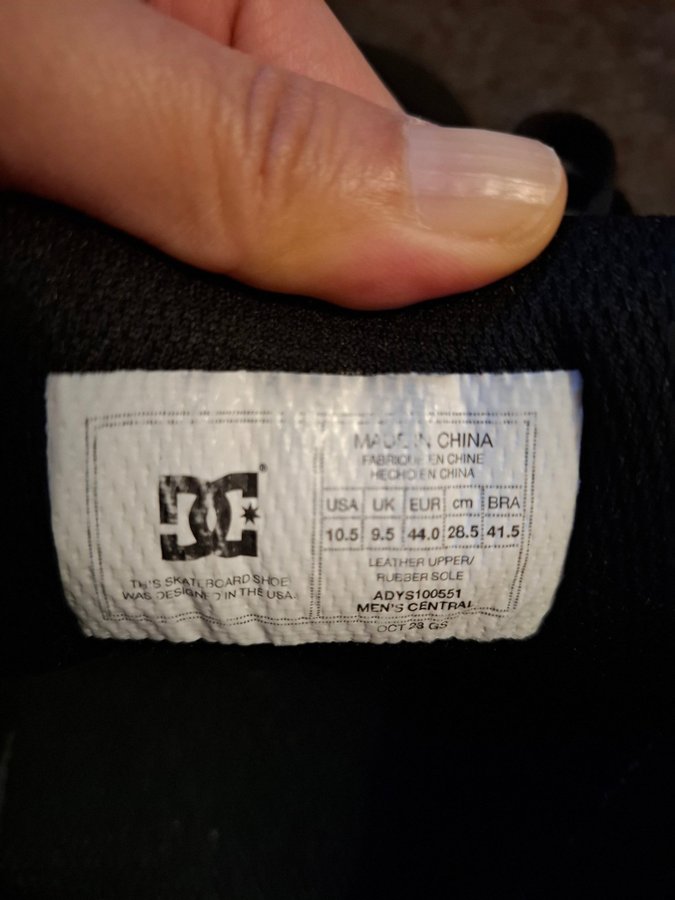 DC®
THIS SKATEBOARD SHOE
WAS DESIGNED IN THE USA.
MADE IN CHINA
FABRIQUE EN CHINE
HECHO EN CHINA
USA UK EUR cm BRA
10.5 9.5 44.0 28.5 41.5
LEATHER UPPER/
RUBBER SOLE
ADYS100551
MEN'S CENTRAL
OCT 23 GS